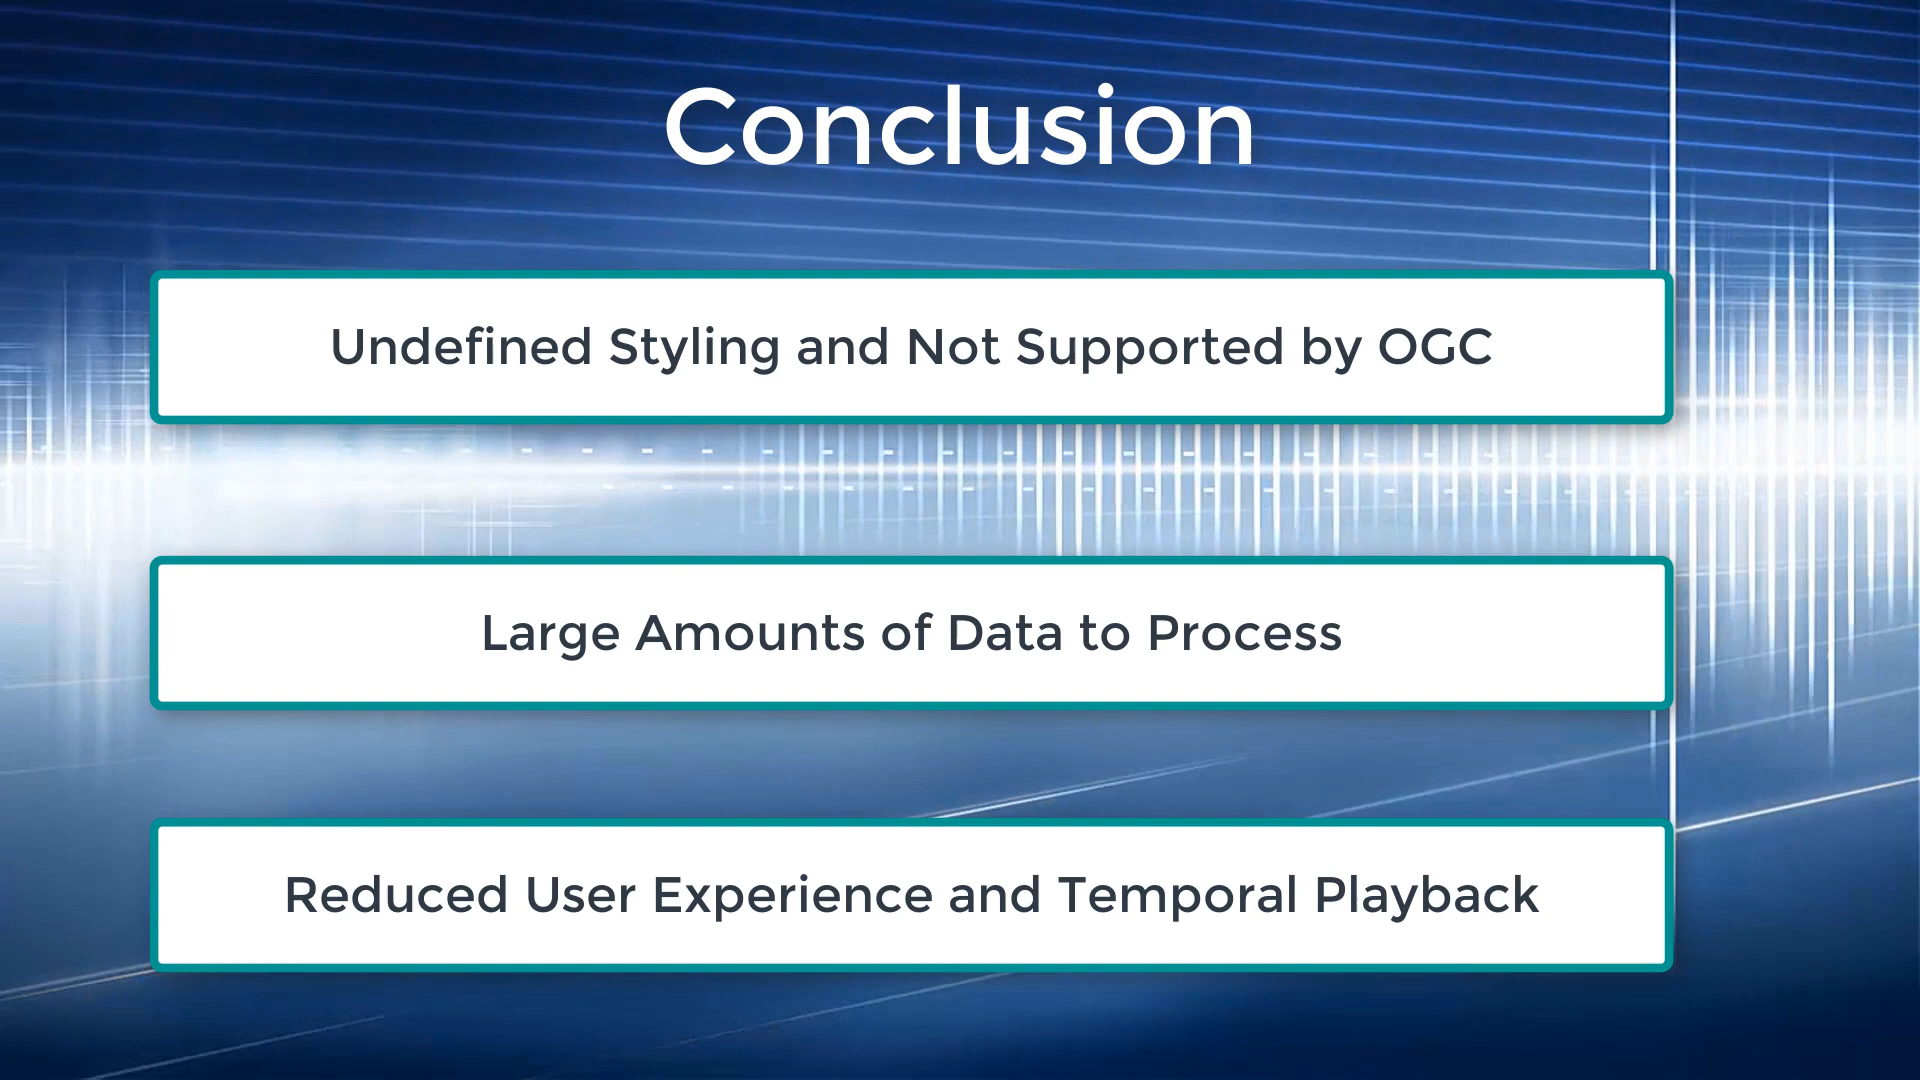 Conclusion
Undefined Styling and Not Supported by OGC
Large Amounts of Data to Process
Reduced User Experience and Temporal Playback